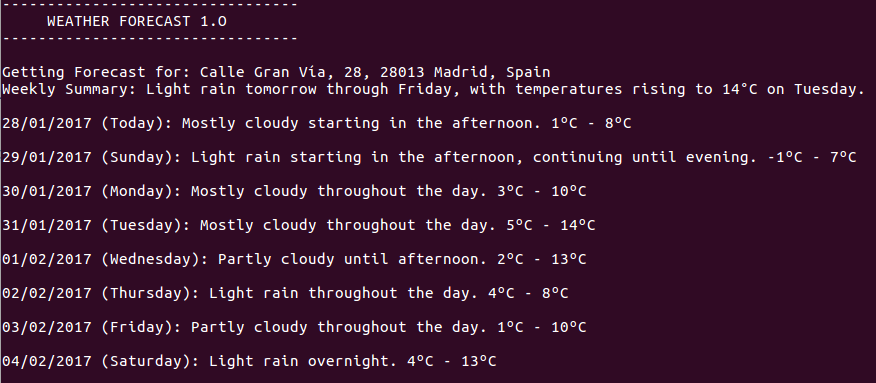 ---------------------------------
WEATHER FORECAST 1.0
---------------------------------
Getting Forecast for: Calle Gran Vía, 28, 28013 Madrid, Spain
Weekly Summary: Light rain tomorrow through Friday, with temperatures rising to 14°C on Tuesday.
28/01/2017 (Today): Mostly cloudy starting in the afternoon. 1ºC - 8ºC
29/01/2017 (Sunday): Light rain starting in the afternoon, continuing until evening. -1ºC - 7ºC
30/01/2017 (Monday): Mostly cloudy throughout the day. 3ºC - 10ºC
31/01/2017 (Tuesday): Mostly cloudy throughout the day. 5ºC - 14ºC
01/02/2017 (Wednesday): Partly cloudy until afternoon. 2ºC - 13ºC
02/02/2017 (Thursday): Light rain throughout the day. 4ºC - 8ºC
03/02/2017 (Friday): Partly cloudy throughout the day. 1ºC - 10ºC
04/02/2017 (Saturday): Light rain overnight. 4ºC - 13ºC